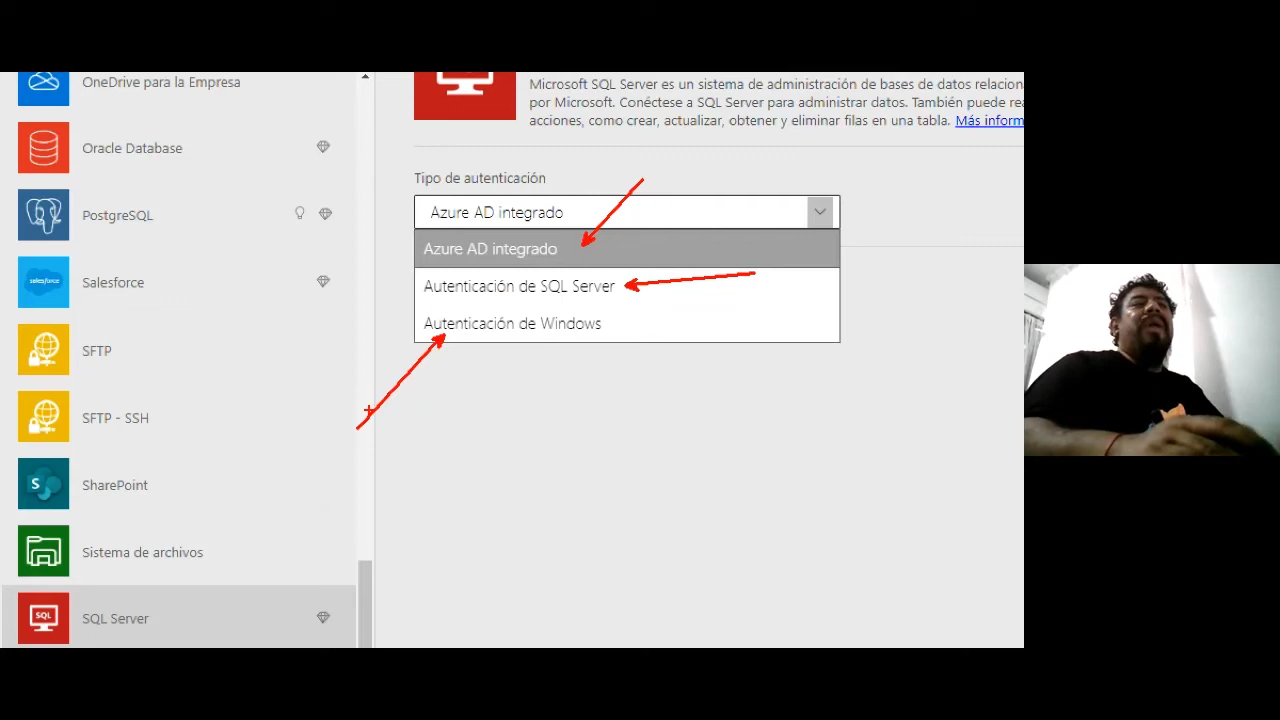 OneDrive para la Empresa
Oracle Database
PostgreSQL
salesforce
Salesforce
SFTP
SFTP - SSH
S
SharePoint
Sistema de archivos
SQL
SQL Server
Microsoft SQL Server es un sistema de administración de bases de datos relacion
por Microsoft. Conéctese a SQL Server para administrar datos. También puede rea
acciones, como crear, actualizar, obtener y eliminar filas en una tabla. Más inform
Tipo de autenticación
Azure AD integrado
Azure AD integrado
Autenticación de SQL Server
Autenticación de Windows